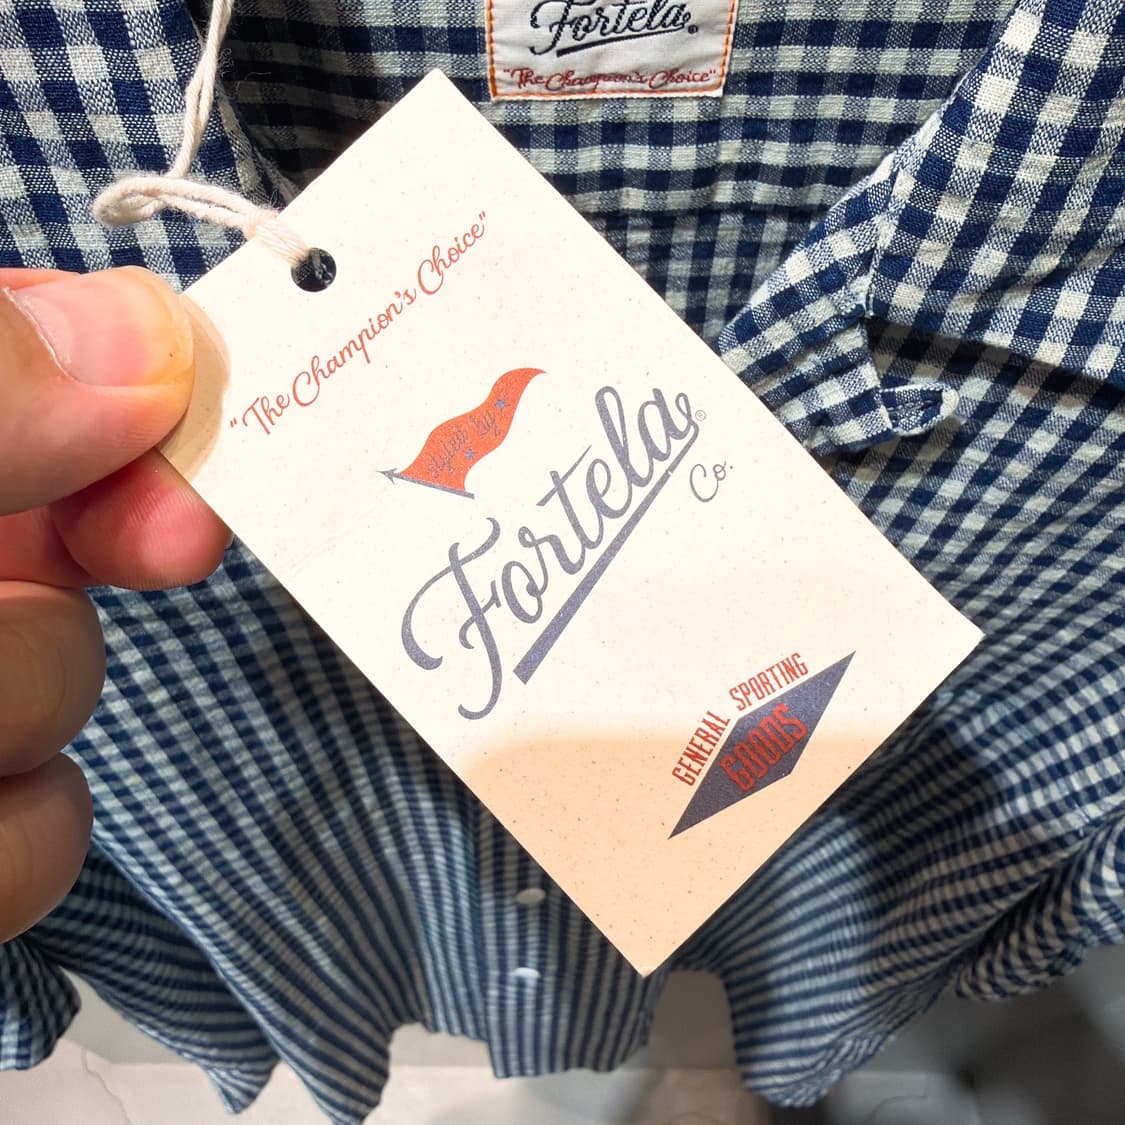 Fortela®
"The Champion's Choice"
"The Champion's Choice"
styled by
Fortela®
Co.
GENERAL SPORTING
GOODS